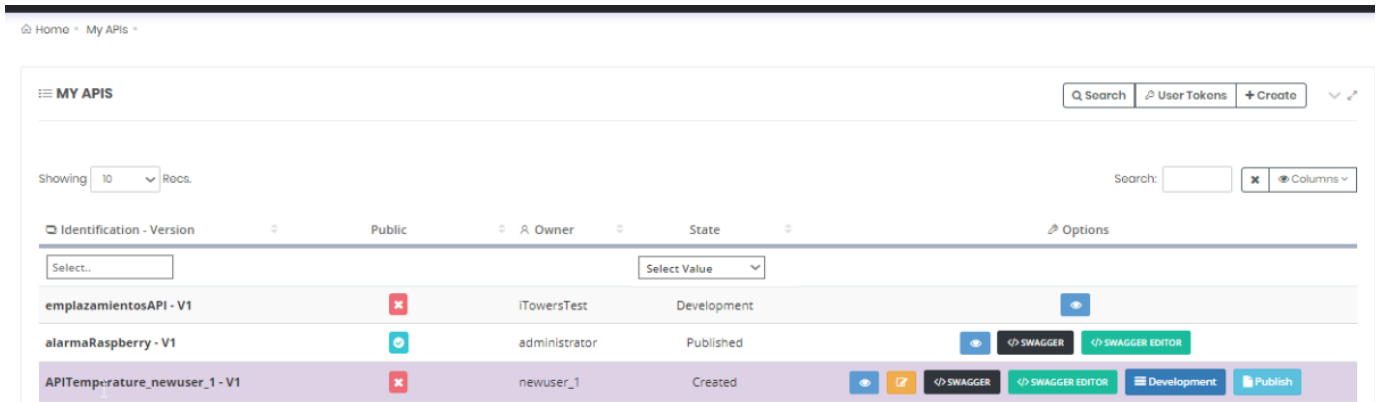 Home My APIs
MY APIS
Search User Tokens +Create
Showing 10 Recs.
Search: Columns
Identification - Version Public Owner State Options
Select.. Select Value
emplazamientosAPI - V1 iTowersTest Development
alarmaRaspberry - V1 administrator Published </> SWAGGER </> SWAGGER EDITOR
APITemperature_newuser_1 - V1 newuser_1 Created </> SWAGGER </> SWAGGER EDITOR Development Publish